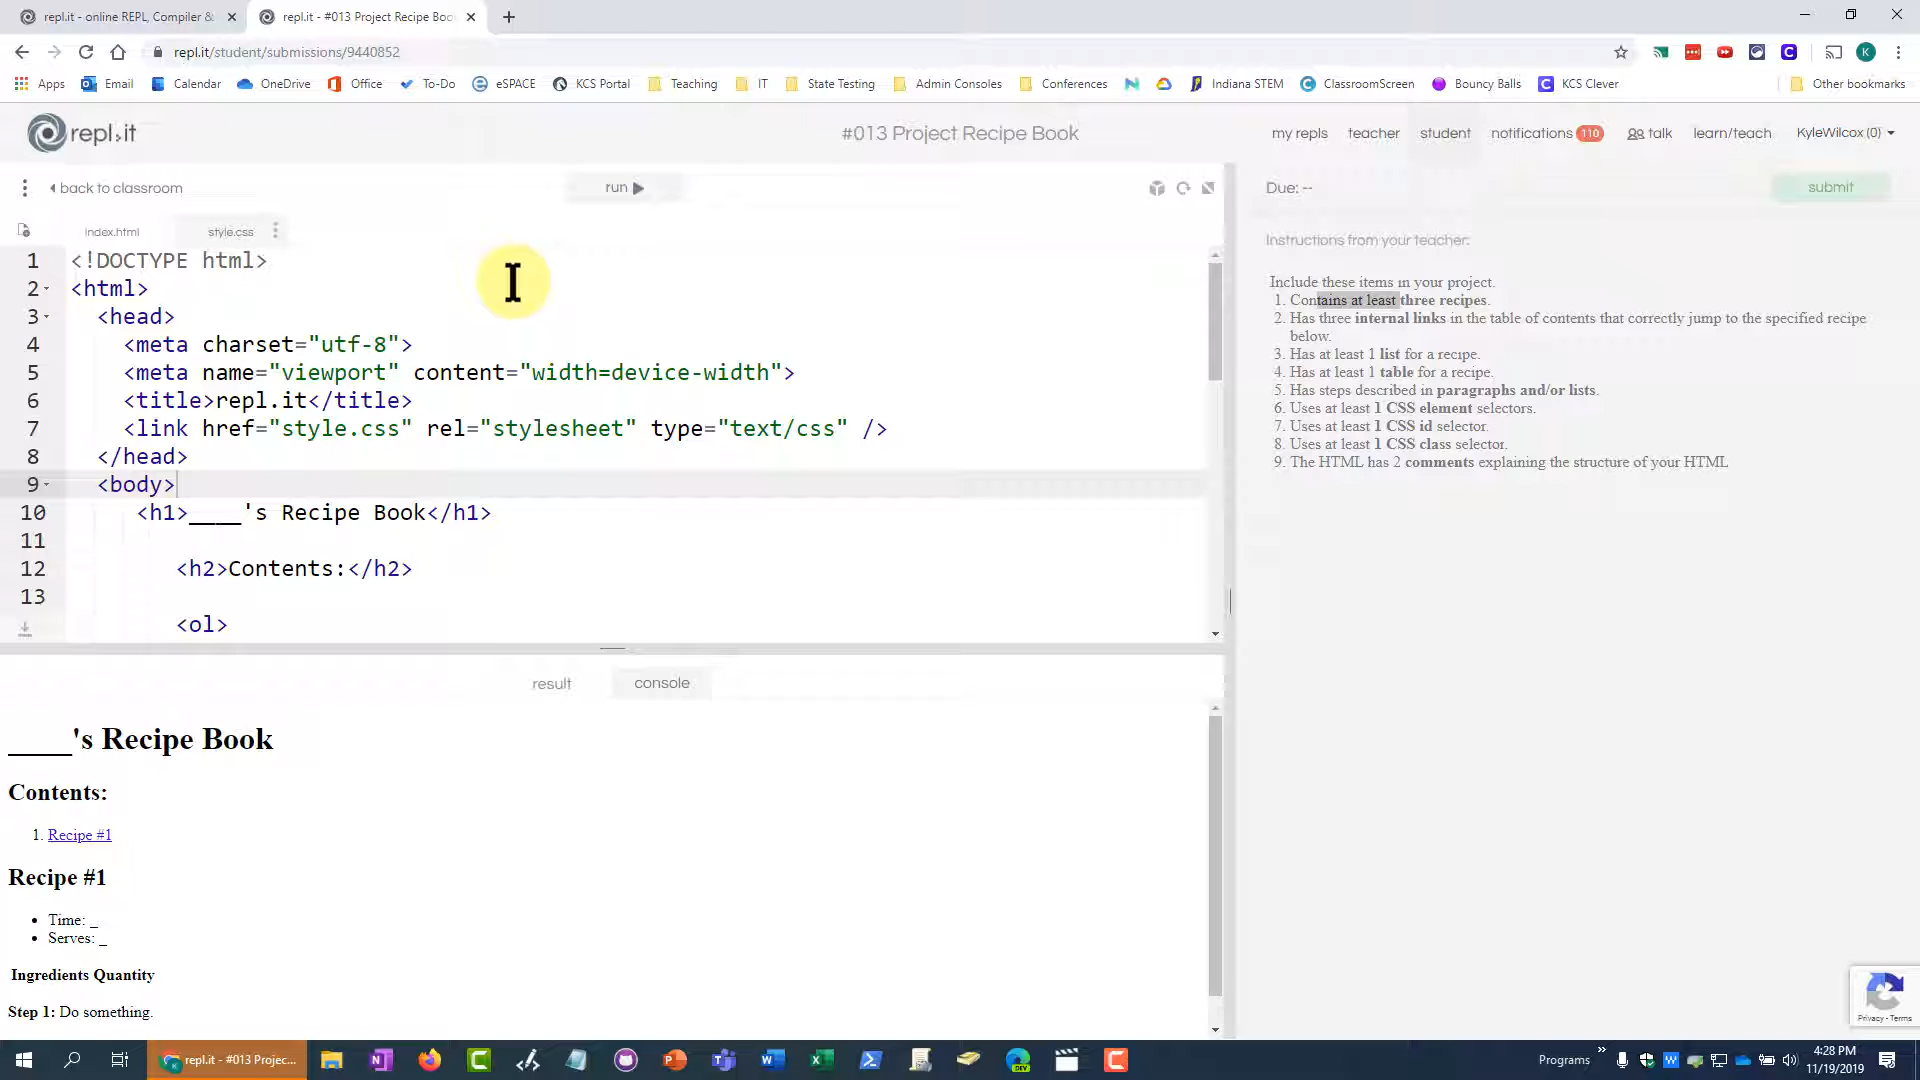 repl.it - online REPL, Compiler &
repl.it - #013 Project Recipe Boo
repl.it/student/submissions/9440852
K
Apps Email Calendar OneDrive Office To-Do eSPACE KCS Portal Teaching IT State Testing Admin Consoles Conferences Indiana STEM ClassroomScreen Bouncy Balls KCS Clever Other bookmarks
repl.it
#013 Project Recipe Book
my repls teacher student notifications 110 talk learn/teach KyleWilcox (0)
back to classroom
run
Due: --
submit
index.html
style.css
Instructions from your teacher:
1 <!DOCTYPE html>
2 <html>
3 <head>
4 <meta charset="utf-8">
5 <meta name="viewport" content="width=device-width">
6 <title>repl.it</title>
7 <link href="style.css" rel="stylesheet" type="text/css" />
8 </head>
9 <body>
10 <h1>____'s Recipe Book</h1>
11
12 <h2>Contents:</h2>
13
<ol>
Include these items in your project.
1. Contains at least three recipes.
2. Has three internal links in the table of contents that correctly jump to the specified recipe
below.
3. Has at least 1 list for a recipe.
4. Has at least 1 table for a recipe.
5. Has steps described in paragraphs and/or lists.
6. Uses at least 1 CSS element selectors.
7. Uses at least 1 CSS id selector.
8. Uses at least 1 CSS class selector.
9. The HTML has 2 comments explaining the structure of your HTML
result
console
____'s Recipe Book
Contents:
1. Recipe #1
Recipe #1
• Time: _
• Serves: _
Ingredients Quantity
Step 1: Do something.
Privacy - Terms
repl.it - #013 Projec...
Programs
4:28 PM
11/19/2019